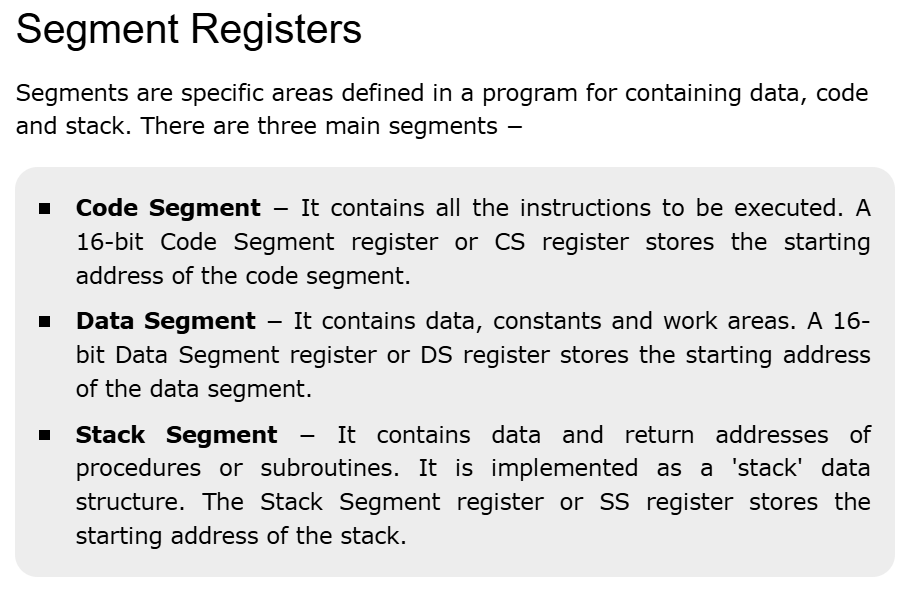 Segment Registers
Segments are specific areas defined in a program for containing data, code
and stack. There are three main segments −
▪ Code Segment − It contains all the instructions to be executed. A
16-bit Code Segment register or CS register stores the starting
address of the code segment.
▪ Data Segment − It contains data, constants and work areas. A 16-
bit Data Segment register or DS register stores the starting address
of the data segment.
▪ Stack Segment − It contains data and return addresses of
procedures or subroutines. It is implemented as a 'stack' data
structure. The Stack Segment register or SS register stores the
starting address of the stack.